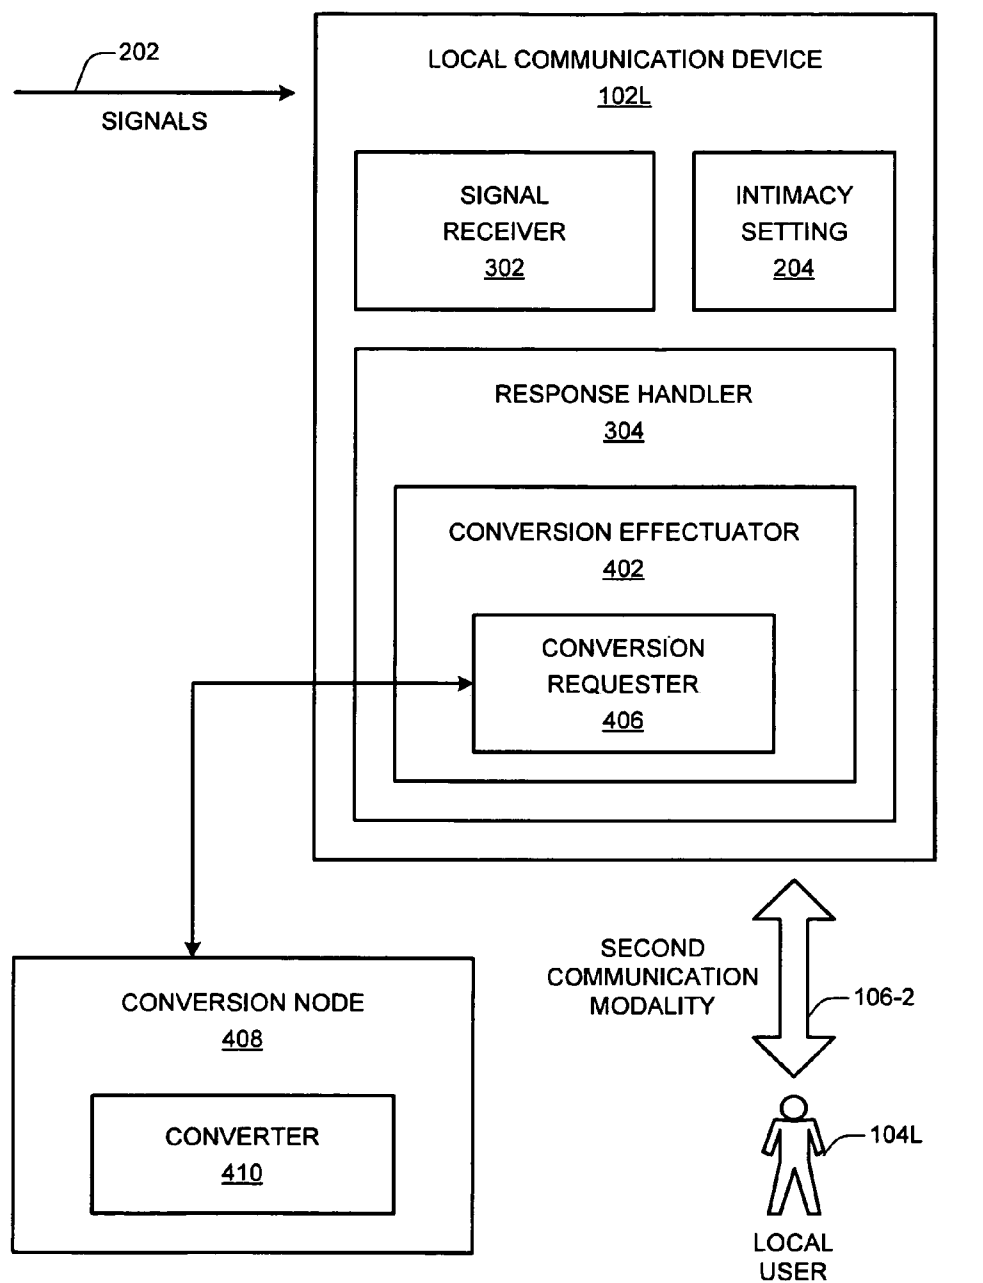 202
SIGNALS
LOCAL COMMUNICATION DEVICE
102L
SIGNAL
RECEIVER
302
INTIMACY
SETTING
204
RESPONSE HANDLER
304
CONVERSION EFFECTUATOR
402
CONVERSION
REQUESTER
406
CONVERSION NODE
408
CONVERTER
410
SECOND
COMMUNICATION
MODALITY
106-2
104L
LOCAL
USER